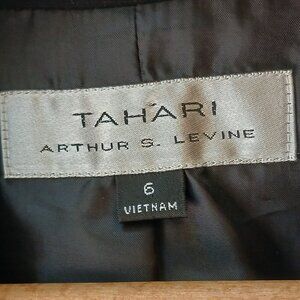 TAHARI
ARTHUR S. LEVINE
6
VIETNAM